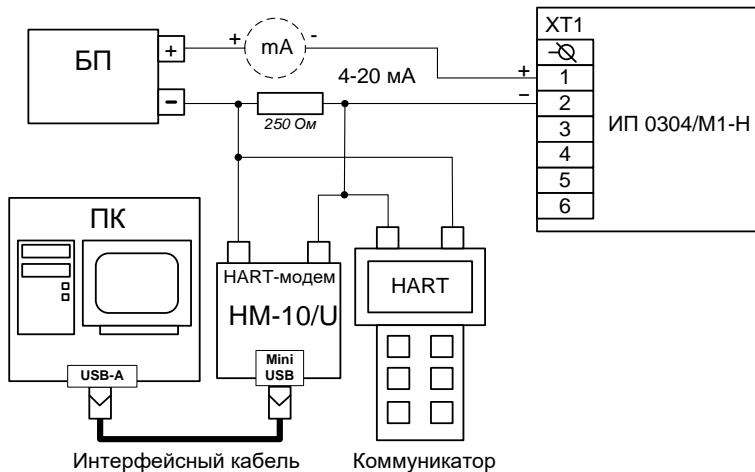 XT1
БП
+
+
mA
-
4-20 мА
+
1
−
−
2
250 Ом
3
ИП 0304/М1-Н
4
5
6
ПК
HART-модем
HM-10/U
HART
USB-A
Mini
USB
Интерфейсный кабель
Коммуникатор